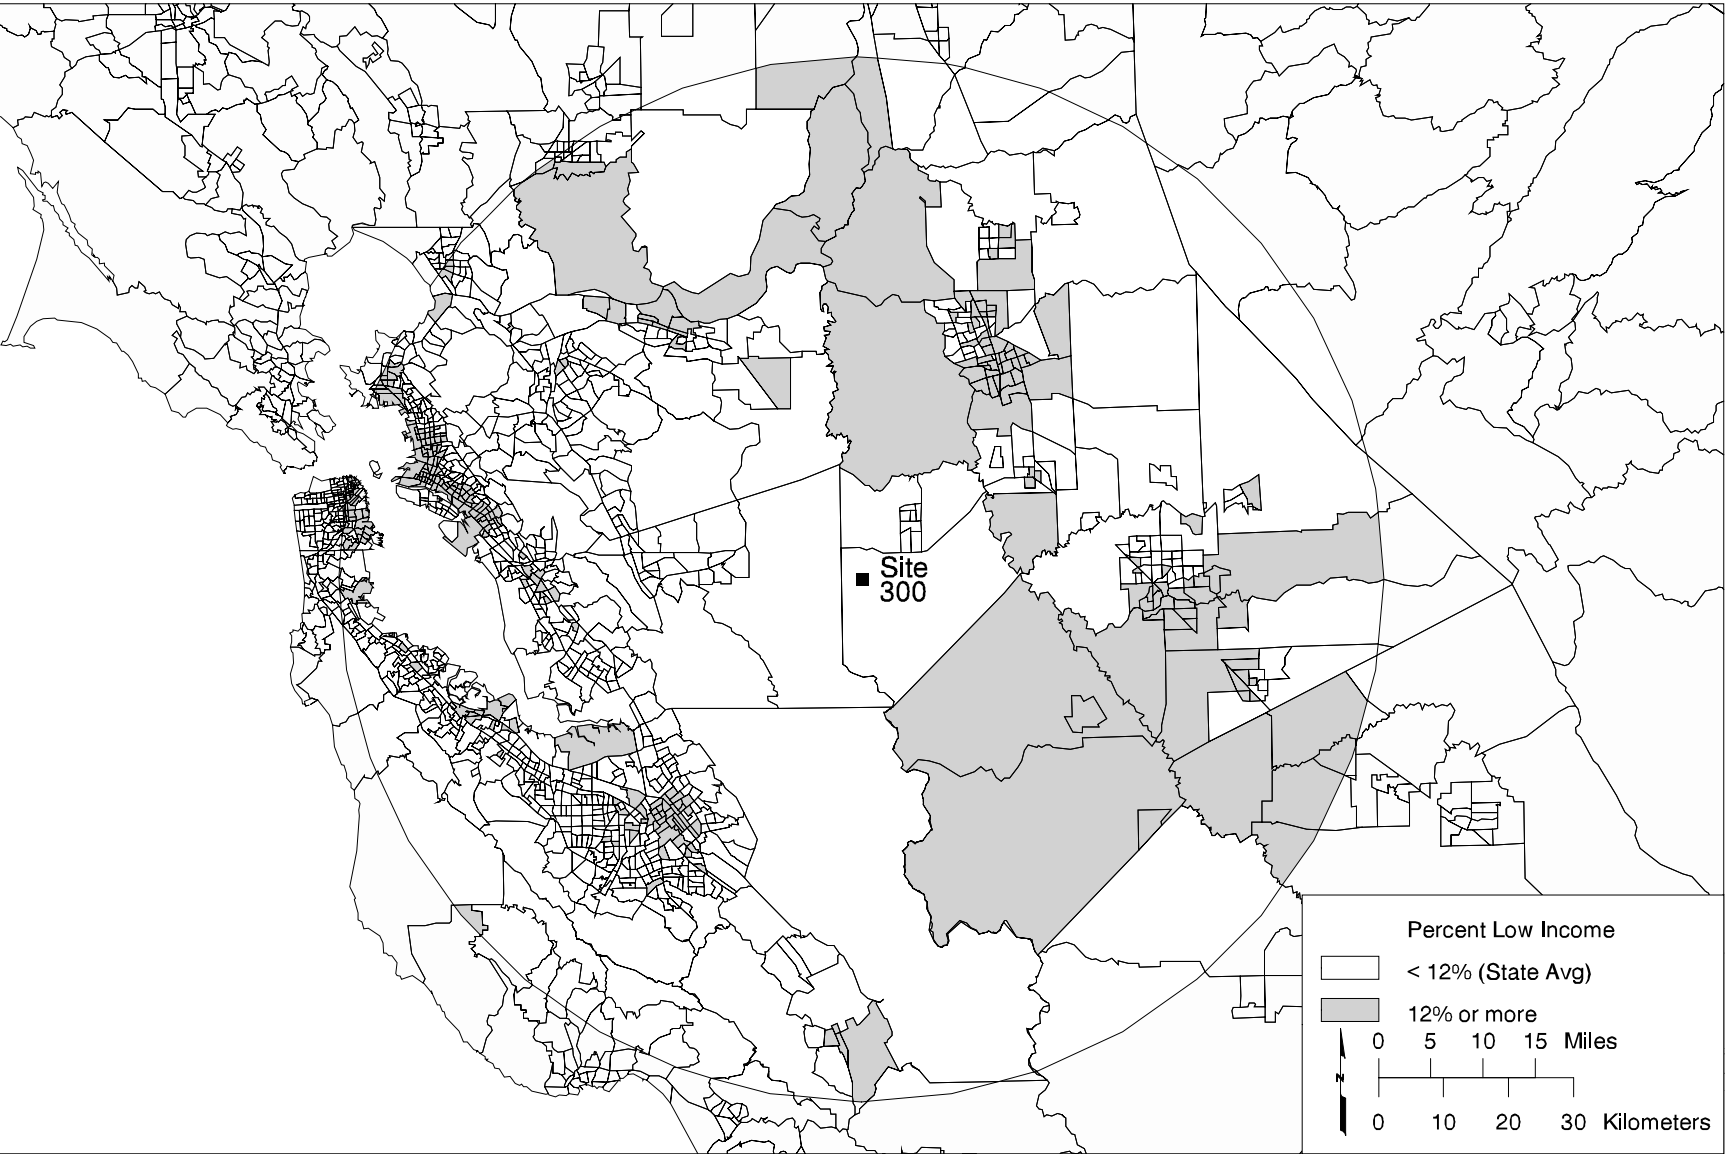 Site
300
Percent Low Income
< 12% (State Avg)
12% or more
0 5 10 15 Miles
N
0 10 20 30 Kilometers